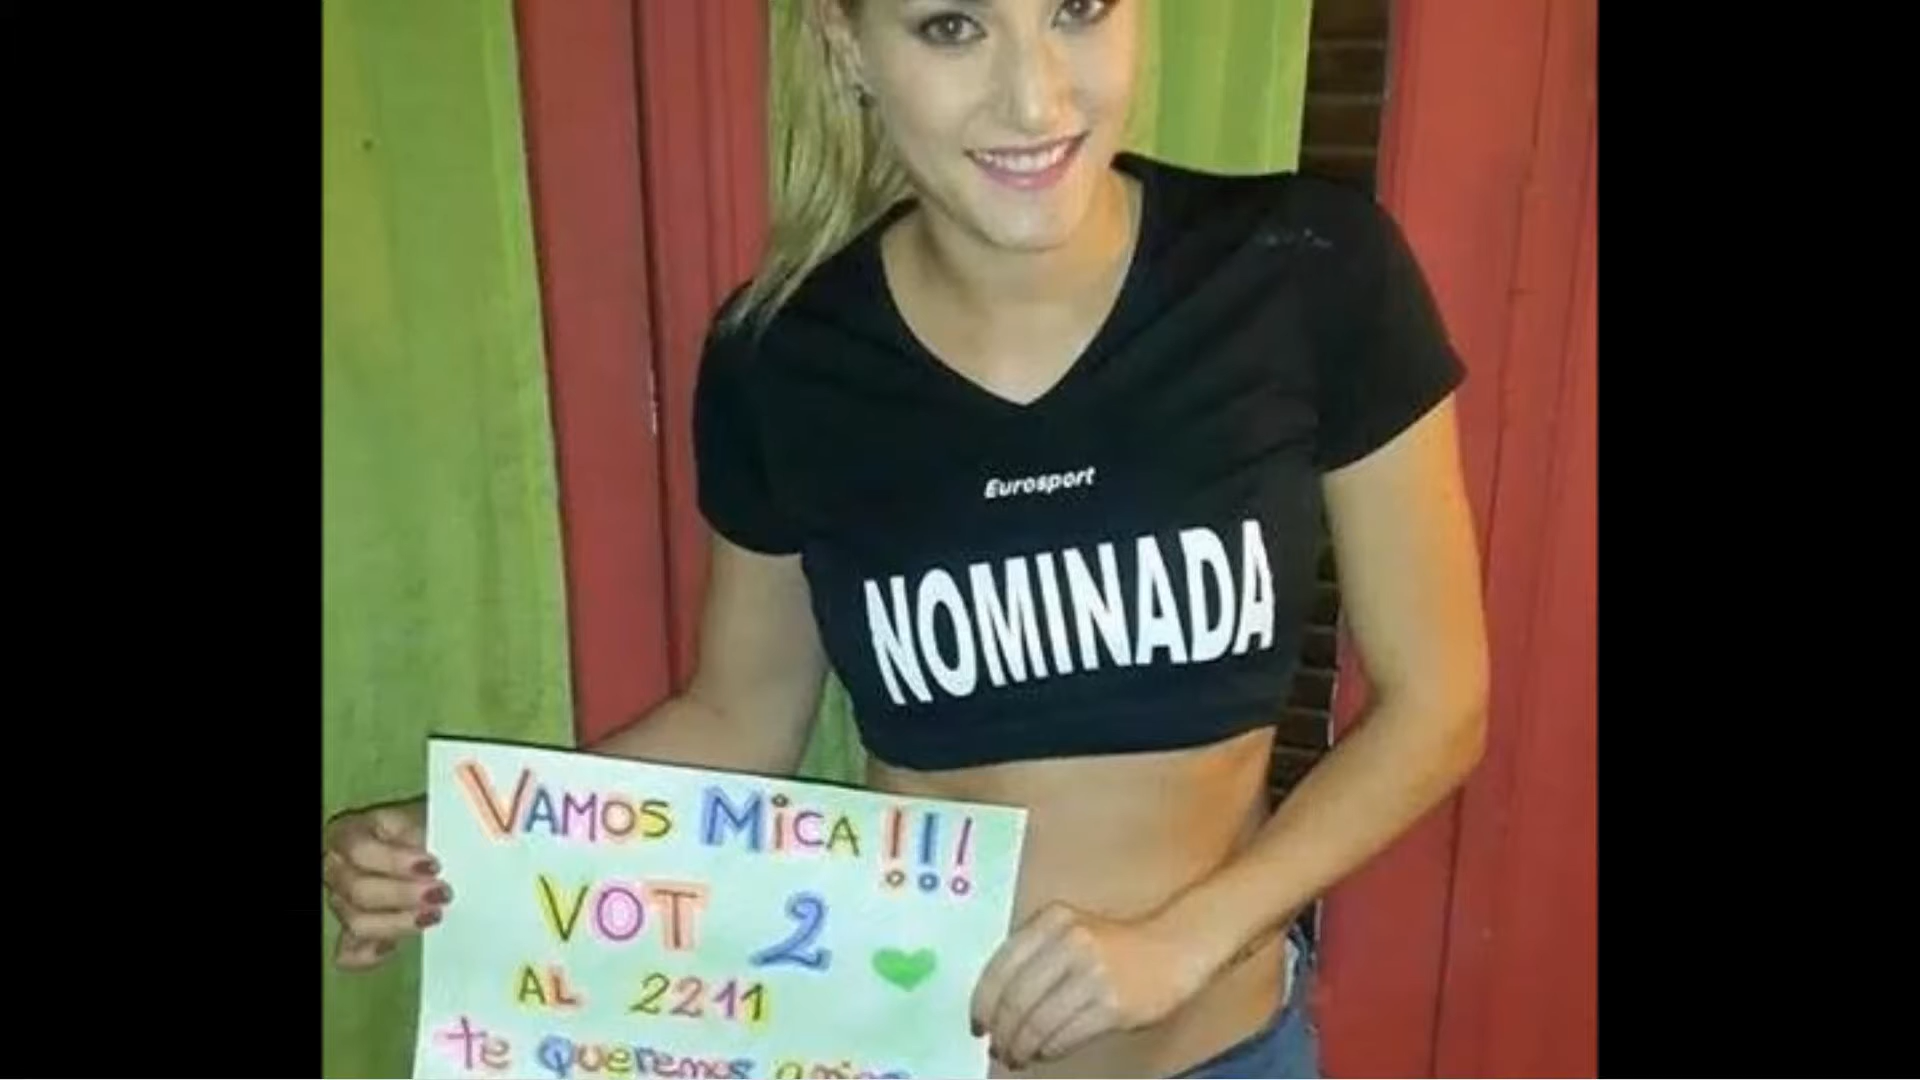 Eurosport
NOMINADA
VAMOS MiCA !!!
VOT 2
AL 2211
te queremos